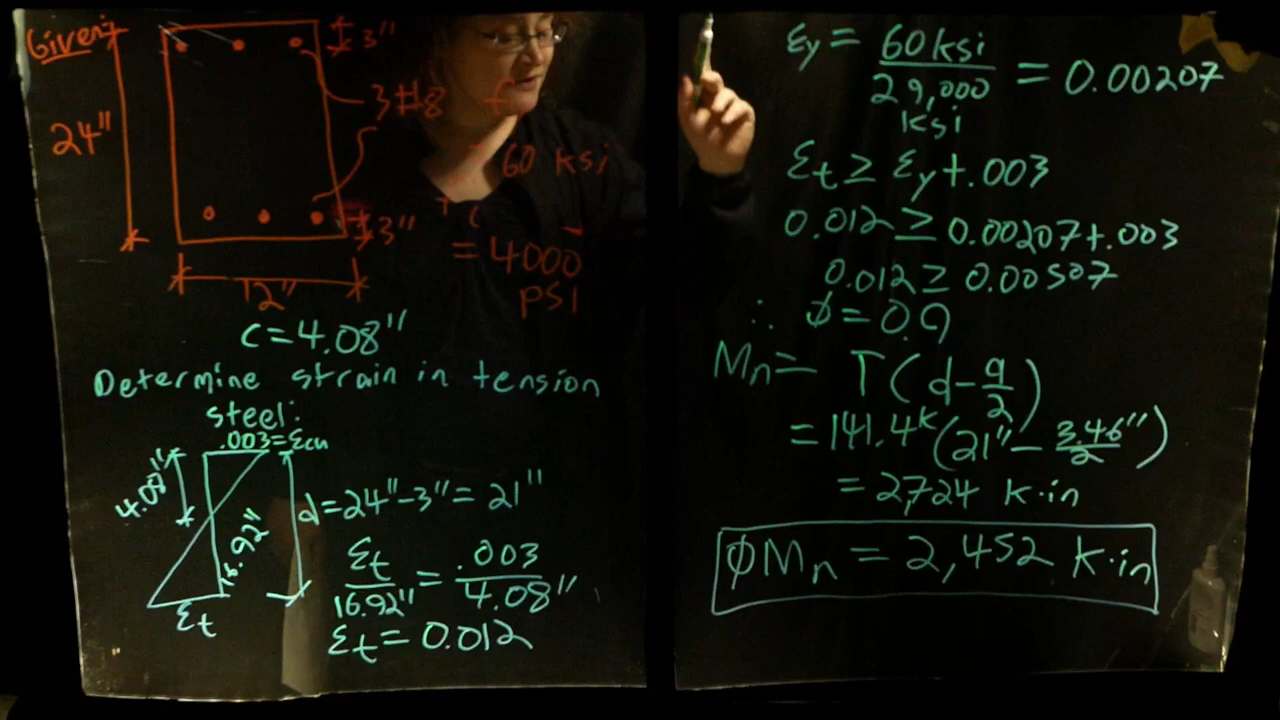 Given:
3"
3#8 f
24"
= 60 ksi
f c
3"
= 4000
psi
12"
c=4.08"
Determine strain in tension
steel:
.003=εcu
4.08"
d=24"-3"=21"
16.92"
εt/16.92" = .003/4.08"
εt
εt=0.012
εy = 60 ksi/29,000 ksi = 0.00207
εt ≥ εy+.003
0.012 ≥ 0.00207+.003
0.012 ≥ 0.00507
∴ ø=0.9
Mn= T(d-a/2)
=141.4k(21"-3.46"/2)
=2724 k·in
øMn = 2,452 k·in